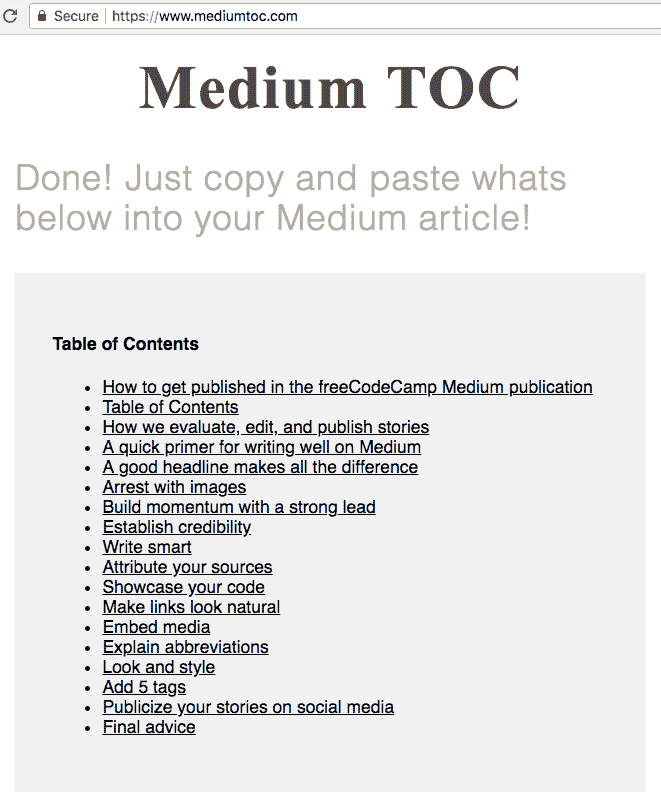 Secure https://www.mediumtoc.com
Medium TOC
Done! Just copy and paste whats
below into your Medium article!
Table of Contents
How to get published in the freeCodeCamp Medium publication
Table of Contents
How we evaluate, edit, and publish stories
A quick primer for writing well on Medium
A good headline makes all the difference
Arrest with images
Build momentum with a strong lead
Establish credibility
Write smart
Attribute your sources
Showcase your code
Make links look natural
Embed media
Explain abbreviations
Look and style
Add 5 tags
Publicize your stories on social media
Final advice